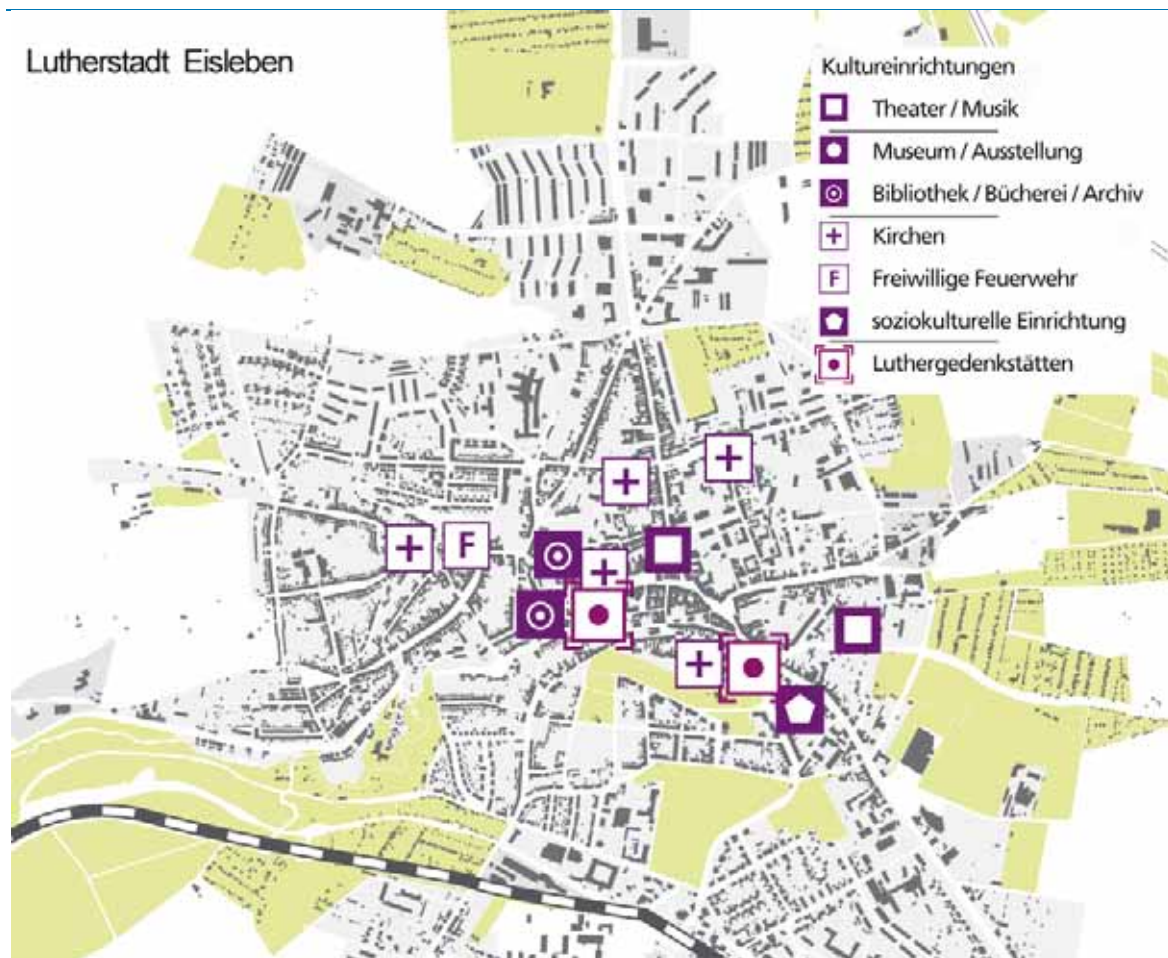 Lutherstadt Eisleben
Kultureinrichtungen
Theater / Musik
Museum / Ausstellung
Bibliothek / Bücherei / Archiv
Kirchen
F Freiwillige Feuerwehr
soziokulturelle Einrichtung
Luthergedenkstätten
i F
F